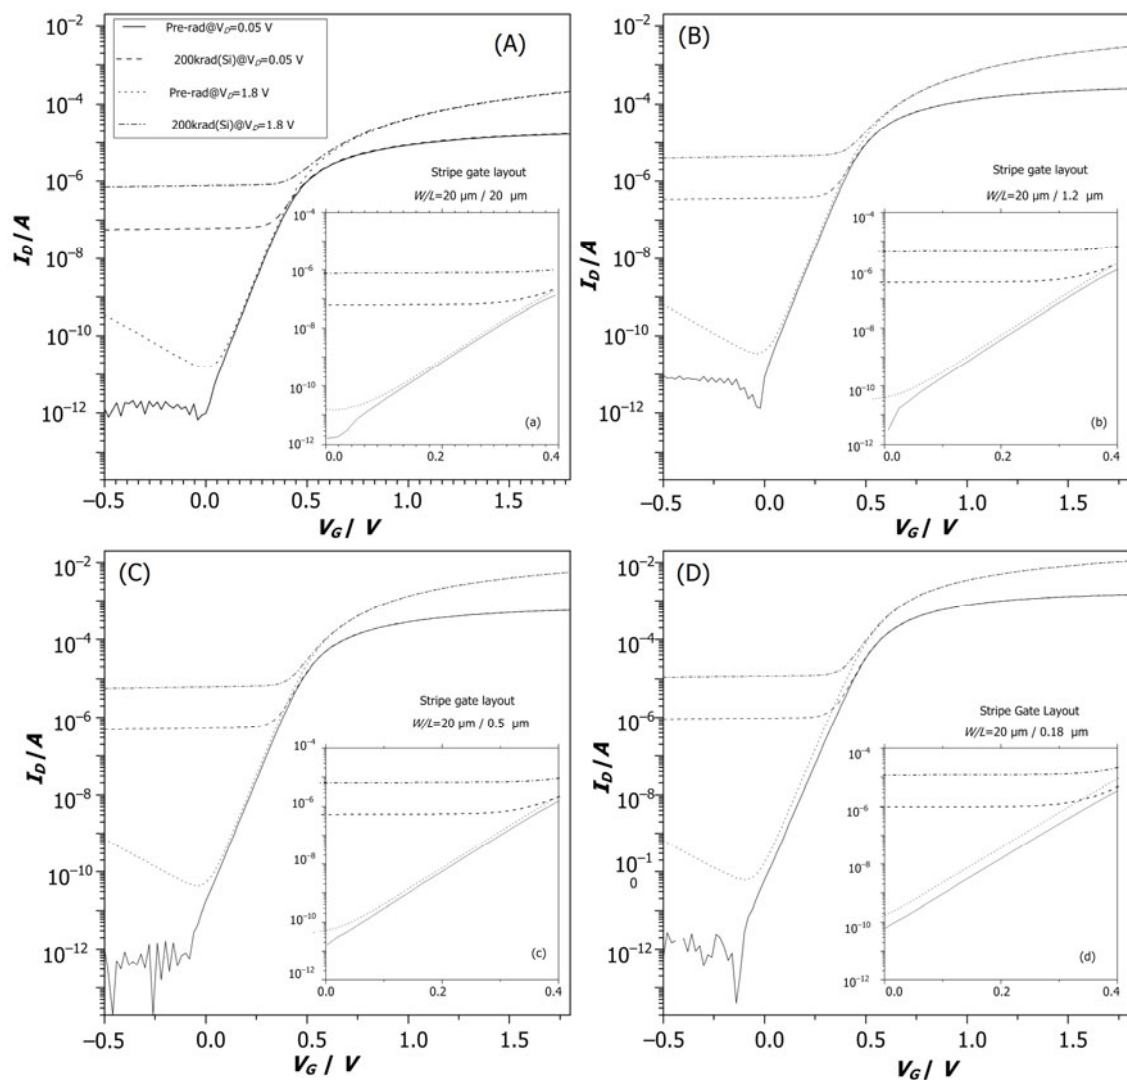 (A)
Pre-rad@V_D=0.05 V
200krad(Si)@V_D=0.05 V
Pre-rad@V_D=1.8 V
200krad(Si)@V_D=1.8 V
10⁻²
10⁻⁴
10⁻⁶
10⁻⁸
10⁻¹⁰
10⁻¹²
I_D/A
Stripe gate layout
W/L=20 μm / 20 μm
10⁻⁴
10⁻⁶
10⁻⁸
10⁻¹⁰
10⁻¹²
(a)
0.0 0.2 0.4
−0.5 0.0 0.5 1.0 1.5
V_G/ V
(B)
10⁻²
10⁻⁴
10⁻⁶
10⁻⁸
10⁻¹⁰
10⁻¹²
I_D/A
Stripe gate layout
W/L=20 μm / 1.2 μm
10⁻⁴
10⁻⁶
10⁻⁸
10⁻¹⁰
10⁻¹²
(b)
0.0 0.2 0.4
−0.5 0.0 0.5 1.0 1.5
V_G/ V
(C)
10⁻²
10⁻⁴
10⁻⁶
10⁻⁸
10⁻¹⁰
10⁻¹²
I_D/A
Stripe gate layout
W/L=20 μm / 0.5 μm
10⁻⁴
10⁻⁶
10⁻⁸
10⁻¹⁰
10⁻¹²
(c)
0.0 0.2 0.4
−0.5 0.0 0.5 1.0 1.5
V_G/ V
(D)
10⁻²
10⁻⁴
10⁻⁶
10⁻⁸
10⁻¹
0
10⁻¹²
I_D/A
Stripe Gate Layout
W/L=20 μm / 0.18 μm
10⁻⁴
10⁻⁶
10⁻⁸
10⁻¹⁰
10⁻¹²
(d)
0.0 0.2 0.4
−0.5 0.0 0.5 1.0 1.5
V_G/ V